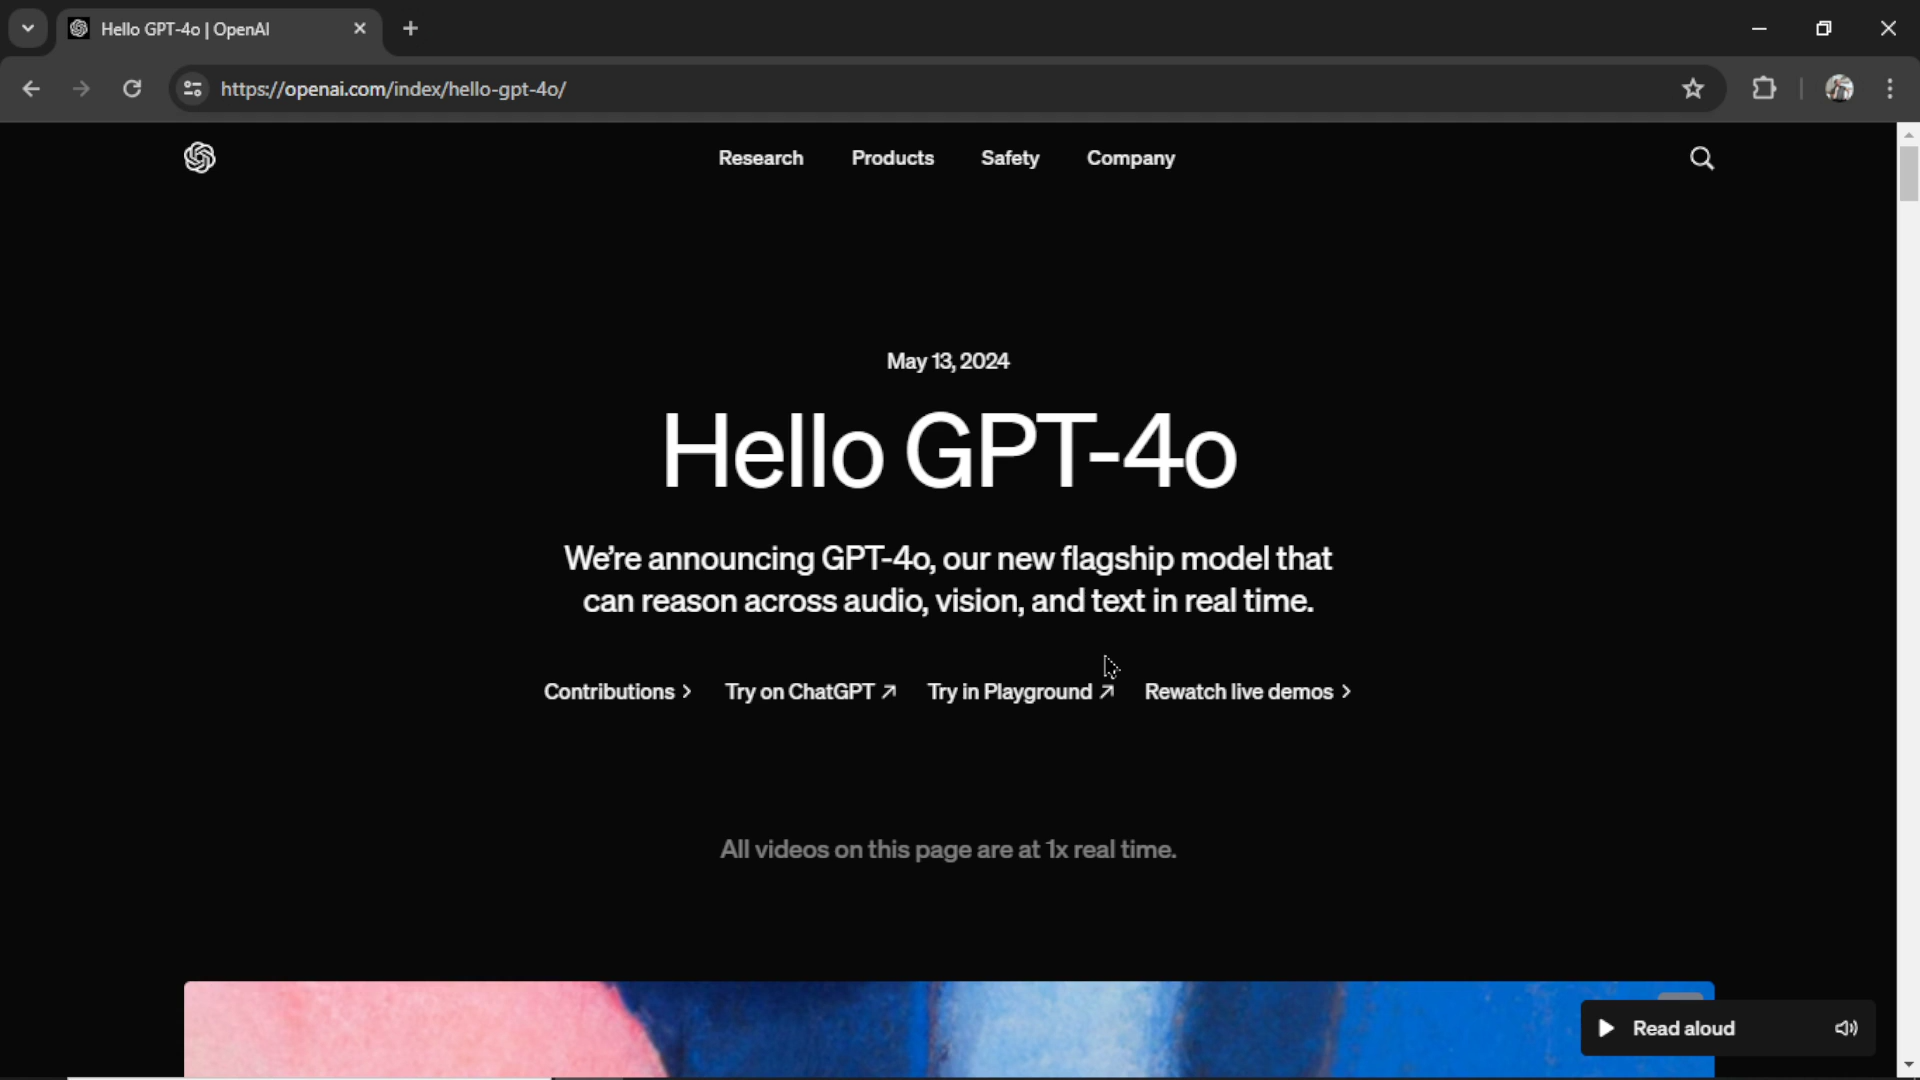 Hello GPT-4o | OpenAI
https://openai.com/index/hello-gpt-4o/
Research Products Safety Company
May 13, 2024
Hello GPT-4o
We’re announcing GPT-4o, our new flagship model that
can reason across audio, vision, and text in real time.
Contributions > Try on ChatGPT ↗ Try in Playground ↗ Rewatch live demos >
All videos on this page are at 1x real time.
Read aloud